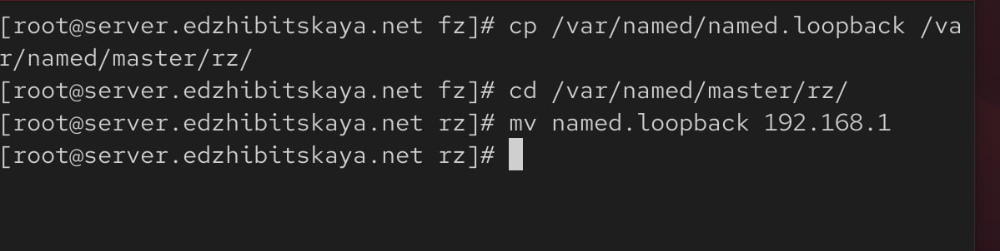 [root@server.edzhibitskaya.net fz]# cp /var/named/named.loopback /va
r/named/master/rz/
[root@server.edzhibitskaya.net fz]# cd /var/named/master/rz/
[root@server.edzhibitskaya.net rz]# mv named.loopback 192.168.1
[root@server.edzhibitskaya.net rz]#